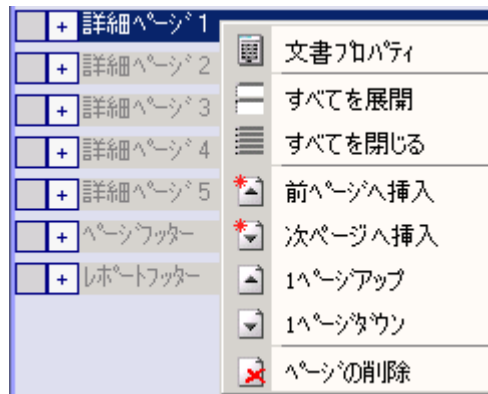 詳細ﾍﾟｰｼﾞ 1
詳細ﾍﾟｰｼﾞ 2
詳細ﾍﾟｰｼﾞ 3
詳細ﾍﾟｰｼﾞ 4
詳細ﾍﾟｰｼﾞ 5
ﾍﾟｰｼﾞﾌｯﾀｰ
ﾚﾎﾟｰﾄﾌｯﾀｰ
文書ﾌﾟﾛﾊﾟﾃｨ
すべてを展開
すべてを閉じる
前ﾍﾟｰｼﾞへ挿入
次ﾍﾟｰｼﾞへ挿入
1ﾍﾟｰｼﾞｱｯﾌﾟ
1ﾍﾟｰｼﾞﾀﾞｳﾝ
ﾍﾟｰｼﾞの削除